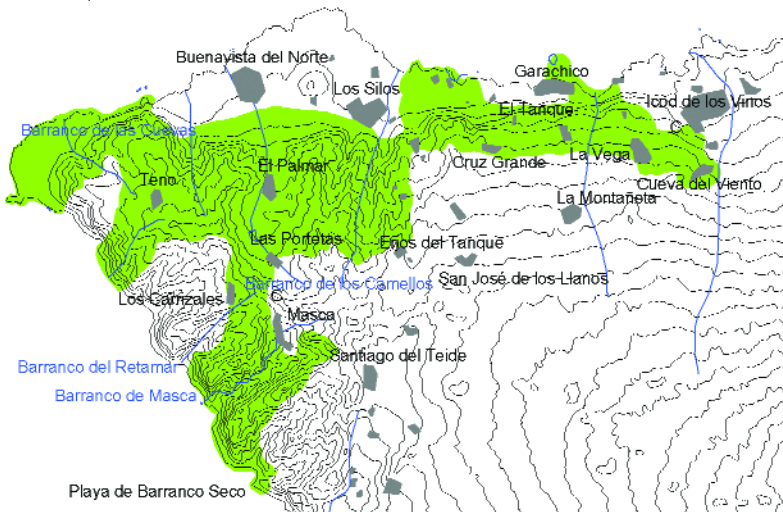 Buenavista del Norte
Garachico
Los Silos
Icod de los Vinos
El Tanque
Barranco de las Cuevas
C
La Vega
Cruz Grande
El Palmar
Teno
Cueva del Viento
La Montañeta
Las Portelas
Erjos del Tanque
San José de los Llanos
Barranco de los Camellos
Los Carrizales
C
Masca
Santiago del Teide
Barranco del Retamar
Barranco de Masca
Playa de Barranco Seco